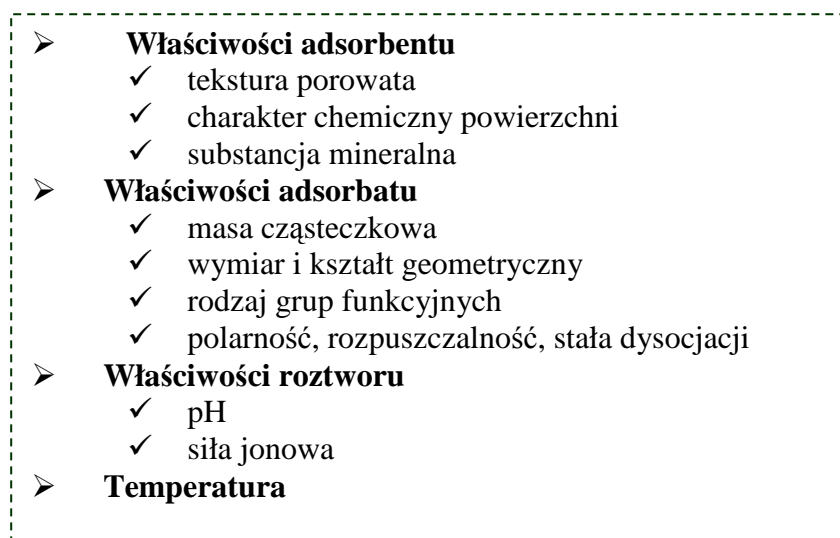 ➢ Właściwości adsorbentu
✓ tekstura porowata
✓ charakter chemiczny powierzchni
✓ substancja mineralna
➢ Właściwości adsorbatu
✓ masa cząsteczkowa
✓ wymiar i kształt geometryczny
✓ rodzaj grup funkcyjnych
✓ polarność, rozpuszczalność, stała dysocjacji
➢ Właściwości roztworu
✓ pH
✓ siła jonowa
➢ Temperatura